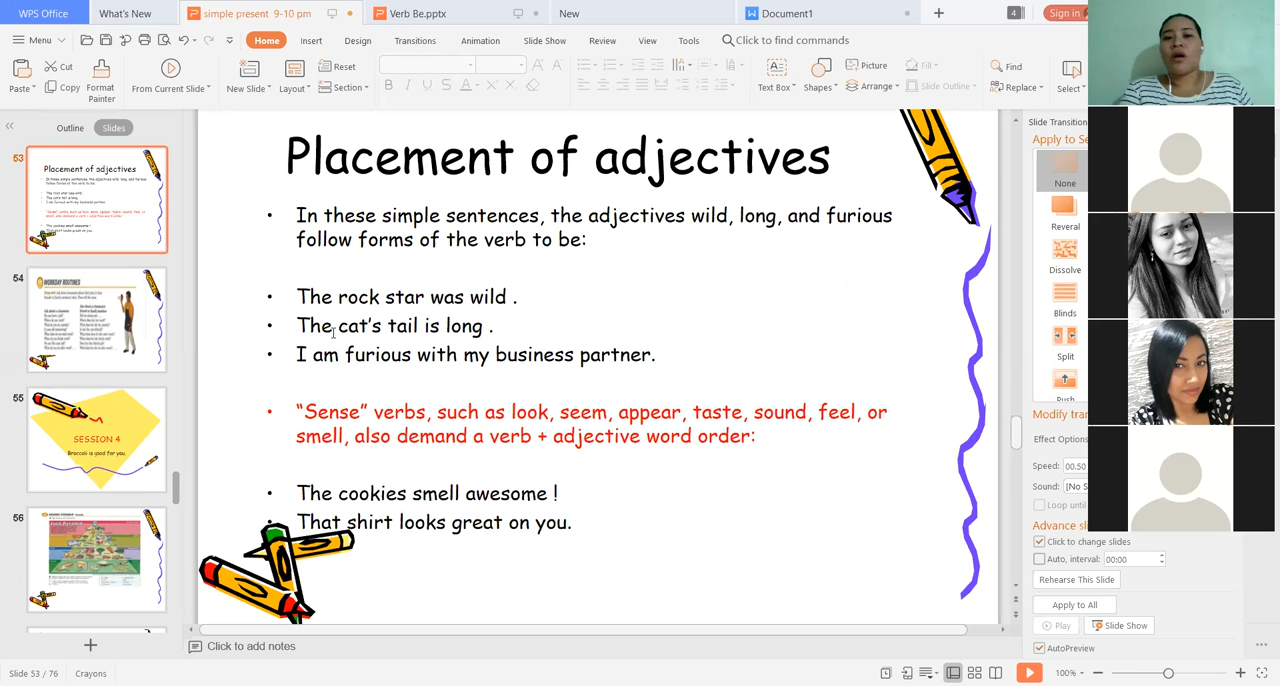 WPS Office
What's New
simple present 9-10 pm
Verb Be.pptx
New
Document1
4
Sign in
Menu
Home
Insert
Design
Transitions
Animation
Slide Show
Review
View
Tools
Click to find commands
Paste
Cut
Copy
Format
Painter
From Current Slide
New Slide
Layout
Reset
Section
Text Box
Shapes
Picture
Arrange
Fill
Slide Outline
Find
Replace
Select
Outline
Slides
53
Placement of adjectives
54
WORKDAY ROUTINES
55
SESSION 4
Broccoli is good for you.
56
Placement of adjectives
• In these simple sentences, the adjectives wild, long, and furious
follow forms of the verb to be:
• The rock star was wild .
• The cat's tail is long .
• I am furious with my business partner.
• “Sense” verbs, such as look, seem, appear, taste, sound, feel, or
smell, also demand a verb + adjective word order:
• The cookies smell awesome !
• That shirt looks great on you.
Slide Transition
Apply to Se
None
Reveral
Dissolve
Blinds
Split
Push
Modify tran
Effect Options
Speed: 00.50
Sound: [No S
Loop until
Advance sli
Click to change slides
Auto, interval: 00:00
Rehearse This Slide
Apply to All
Play
Slide Show
AutoPreview
Click to add notes
Slide 53 / 76
Crayons
100%